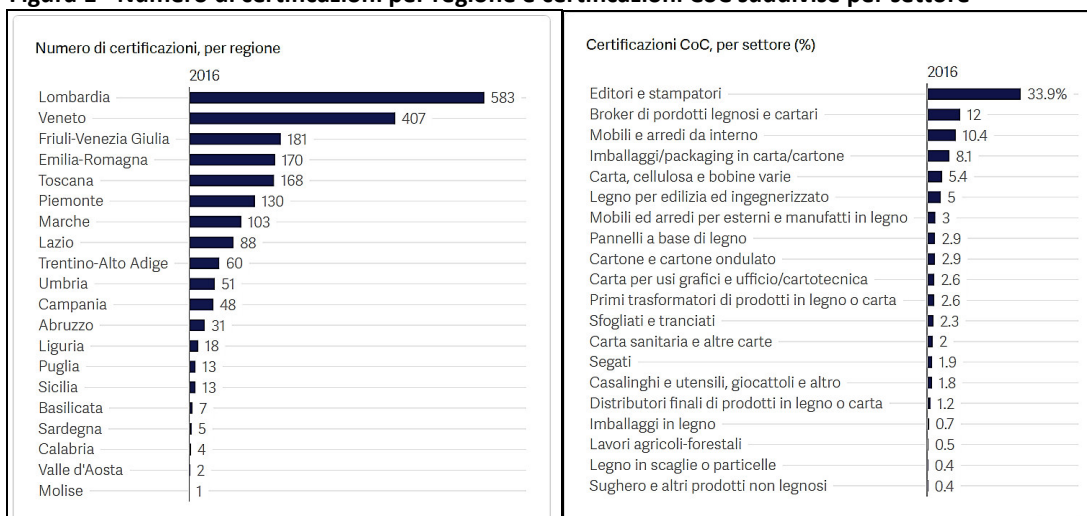 Figura 1 - Numero di certificazioni per regione e certificazioni CoC suddivise per settore
Numero di certificazioni, per regione
2016
Lombardia 583
Veneto 407
Friuli-Venezia Giulia 181
Emilia-Romagna 170
Toscana 168
Piemonte 130
Marche 103
Lazio 88
Trentino-Alto Adige 60
Umbria 51
Campania 48
Abruzzo 31
Liguria 18
Puglia 13
Sicilia 13
Basilicata 7
Sardegna 5
Calabria 4
Valle d'Aosta 2
Molise 1
Certificazioni CoC, per settore (%)
2016
Editori e stampatori 33.9%
Broker di pordotti legnosi e cartari 12
Mobili e arredi da interno 10.4
Imballaggi/packaging in carta/cartone 8.1
Carta, cellulosa e bobine varie 5.4
Legno per edilizia ed ingegnerizzato 5
Mobili ed arredi per esterni e manufatti in legno 3
Pannelli a base di legno 2.9
Cartone e cartone ondulato 2.9
Carta per usi grafici e ufficio/cartotecnica 2.6
Primi trasformatori di prodotti in legno o carta 2.6
Sfogliati e tranciati 2.3
Carta sanitaria e altre carte 2
Segati 1.9
Casalinghi e utensili, giocattoli e altro 1.8
Distributori finali di prodotti in legno o carta 1.2
Imballaggi in legno 0.7
Lavori agricoli-forestali 0.5
Legno in scaglie o particelle 0.4
Sughero e altri prodotti non legnosi 0.4